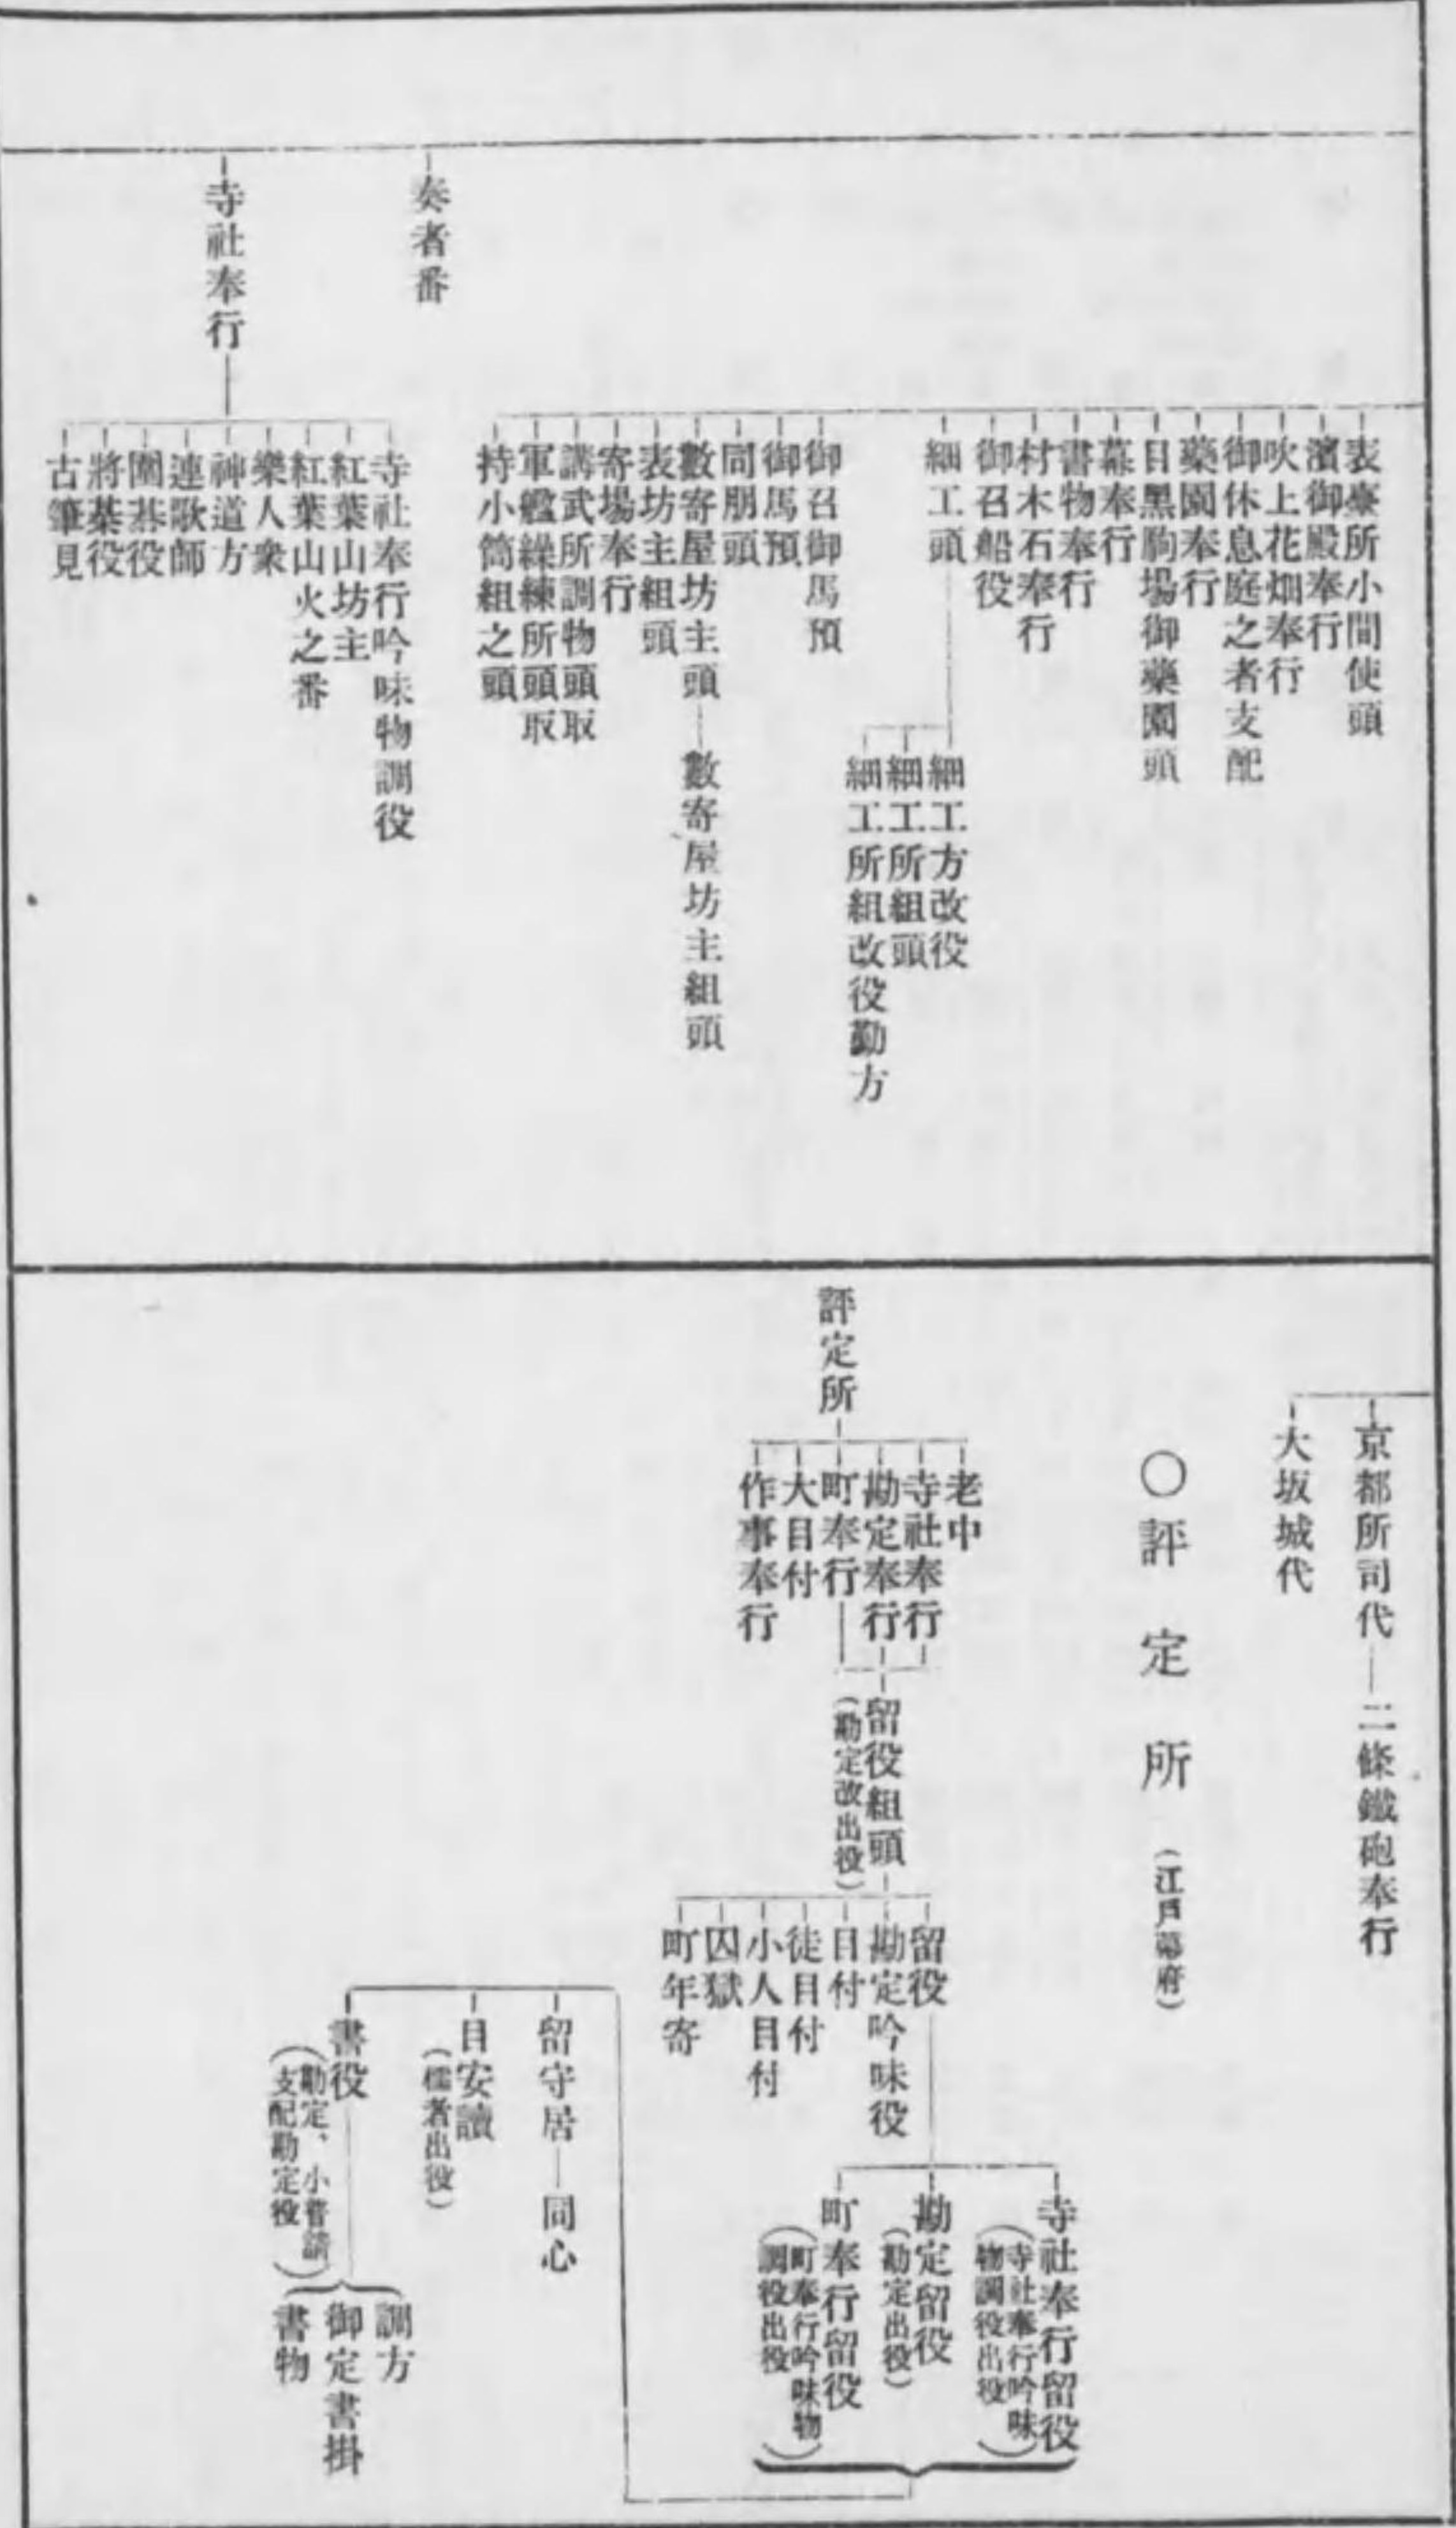 表臺所小間使頭
濱御殿奉行
吹上花畑奉行
御休息庭之者支配
藥園奉行
目黑駒場御藥園頭
幕奉行
書物奉行
材木石奉行
御召船役
細工頭
細工方改役
細工所組頭
細工所組改役勤方
御召御馬預
御馬預
同朋頭
數寄屋坊主頭
數寄屋坊主組頭
表坊主組頭
寄場奉行
講武所調物頭取
軍艦繰練所頭取
持小筒組之頭
奏者番
寺社奉行
寺社奉行吟味物調役
紅葉山坊主
紅葉山火之番
樂人衆
神道方
連歌師
圍碁役
將棊役
古筆見
京都所司代
二條鐵砲奉行
大坂城代
〇評定所(江戶幕府)
評定所
老中
寺社奉行
勘定奉行
町奉行
大目付
作事奉行
留役組頭
(勘定改出役)
留役
勘定吟味役
目付
徒目付
小人目付
囚獄
町年寄
寺社奉行留役
(寺社奉行吟味
物調役出役)
勘定留役
(勘定出役)
町奉行留役
(町奉行吟味物
調役出役)
留守居
同心
目安讀
(儒者出役)
書役
(勘定、小普請
支配勘定役)
調方
御定書掛
書物